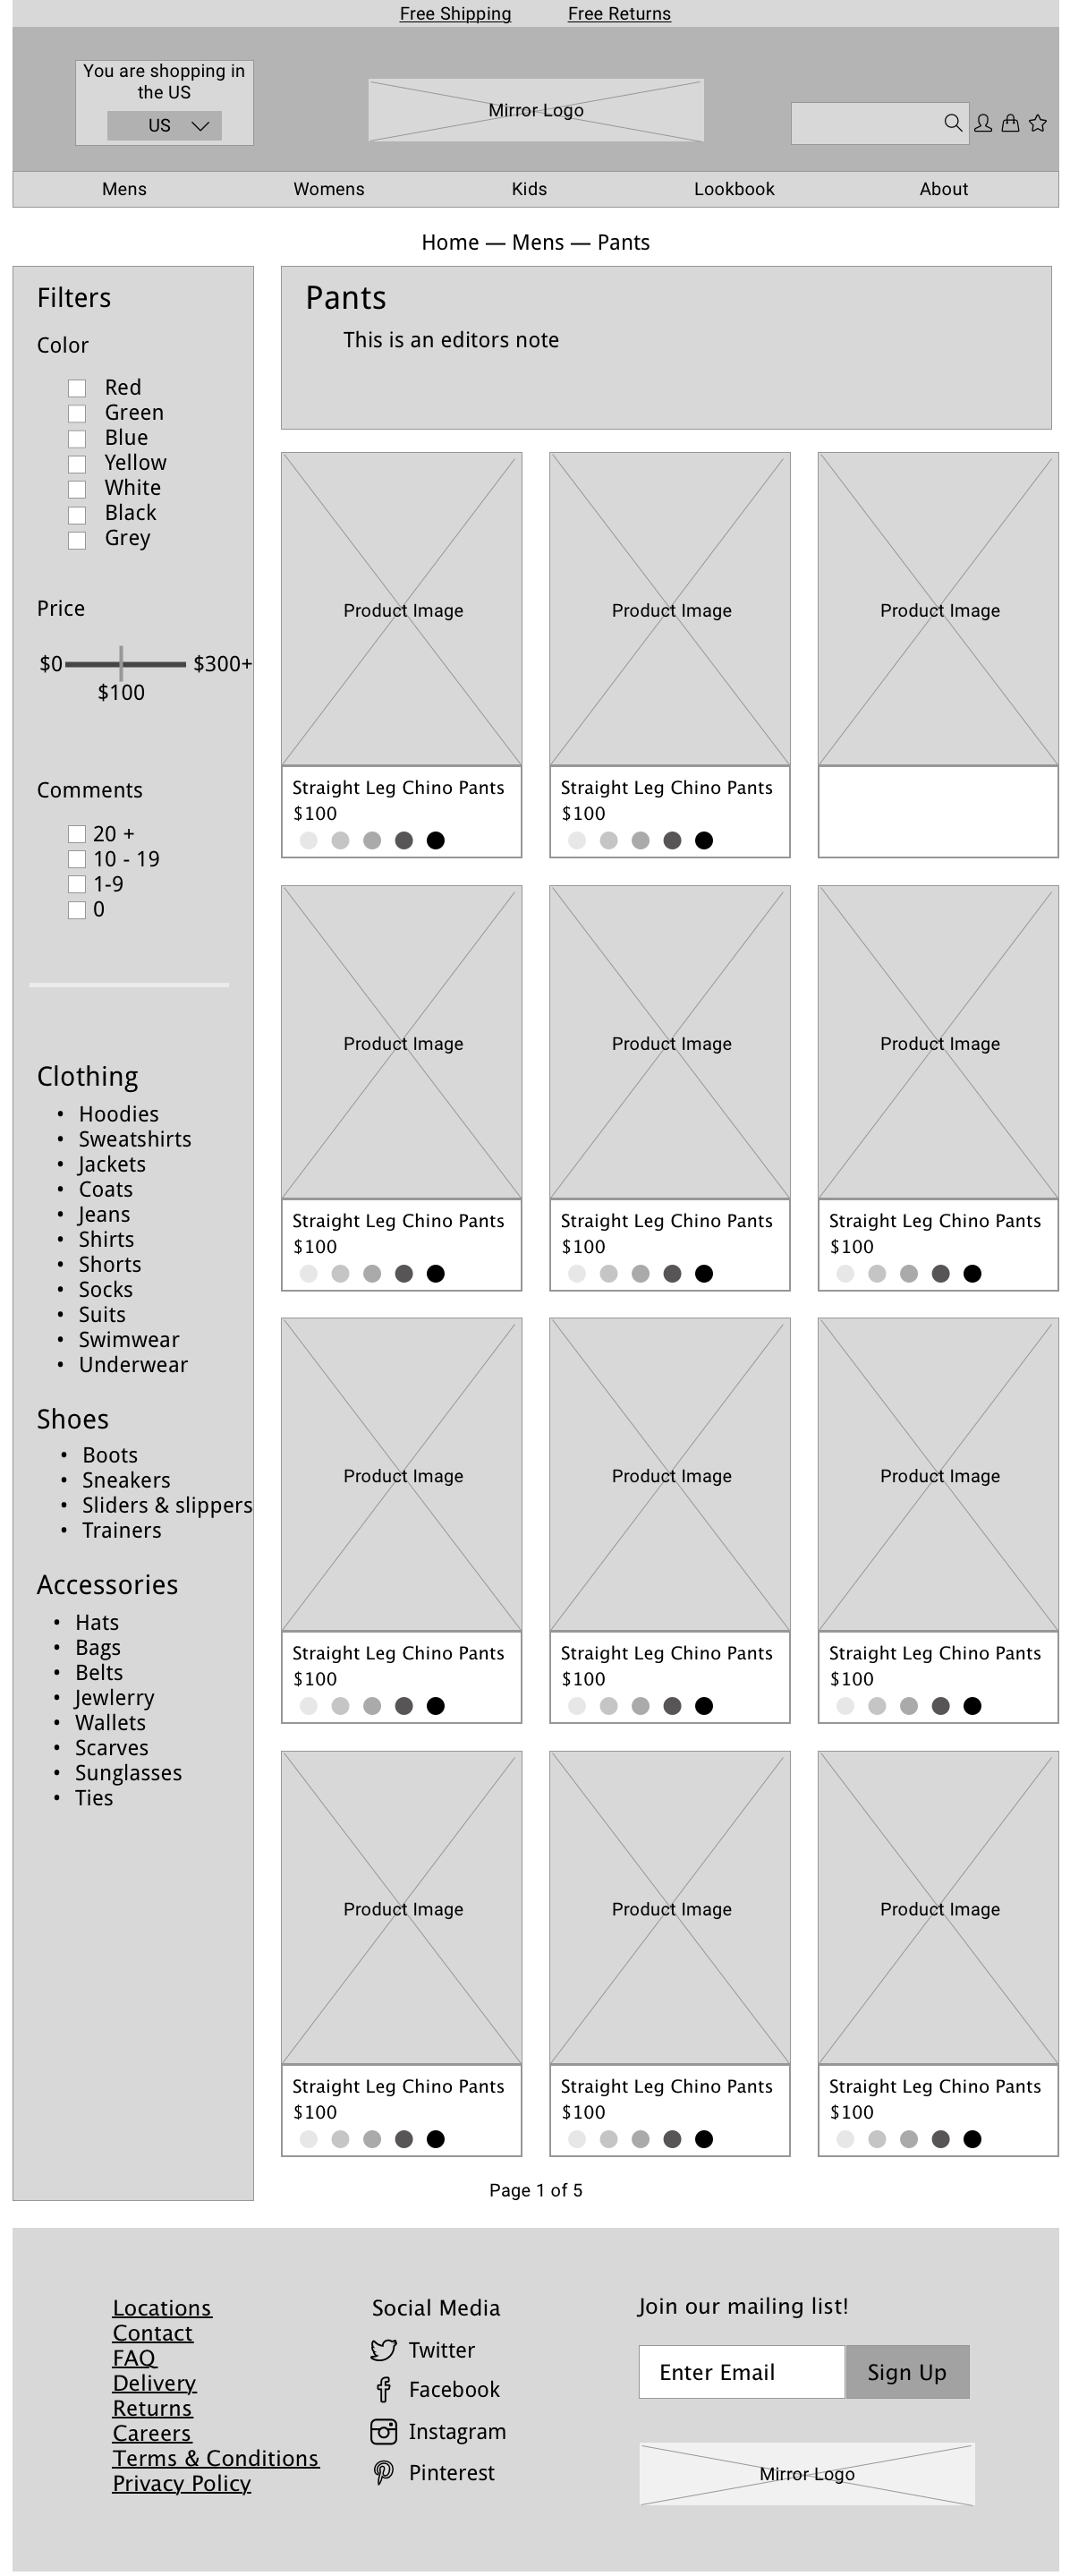 Free Shipping Free Returns
You are shopping in
the US
US
Mirror Logo
Mens Womens Kids Lookbook About
Home — Mens — Pants
Filters
Color
Red
Green
Blue
Yellow
White
Black
Grey
Price
$0 $300+
$100
Comments
20 +
10 - 19
1-9
0
Clothing
• Hoodies
• Sweatshirts
• Jackets
• Coats
• Jeans
• Shirts
• Shorts
• Socks
• Suits
• Swimwear
• Underwear
Shoes
• Boots
• Sneakers
• Sliders & slippers
• Trainers
Accessories
• Hats
• Bags
• Belts
• Jewlerry
• Wallets
• Scarves
• Sunglasses
• Ties
Pants
This is an editors note
Product Image Product Image Product Image
Straight Leg Chino Pants Straight Leg Chino Pants
$100 $100
Product Image Product Image Product Image
Straight Leg Chino Pants Straight Leg Chino Pants Straight Leg Chino Pants
$100 $100 $100
Product Image Product Image Product Image
Straight Leg Chino Pants Straight Leg Chino Pants Straight Leg Chino Pants
$100 $100 $100
Product Image Product Image Product Image
Straight Leg Chino Pants Straight Leg Chino Pants Straight Leg Chino Pants
$100 $100 $100
Page 1 of 5
Locations
Contact
FAQ
Delivery
Returns
Careers
Terms & Conditions
Privacy Policy
Social Media
Twitter
Facebook
Instagram
Pinterest
Join our mailing list!
Enter Email Sign Up
Mirror Logo